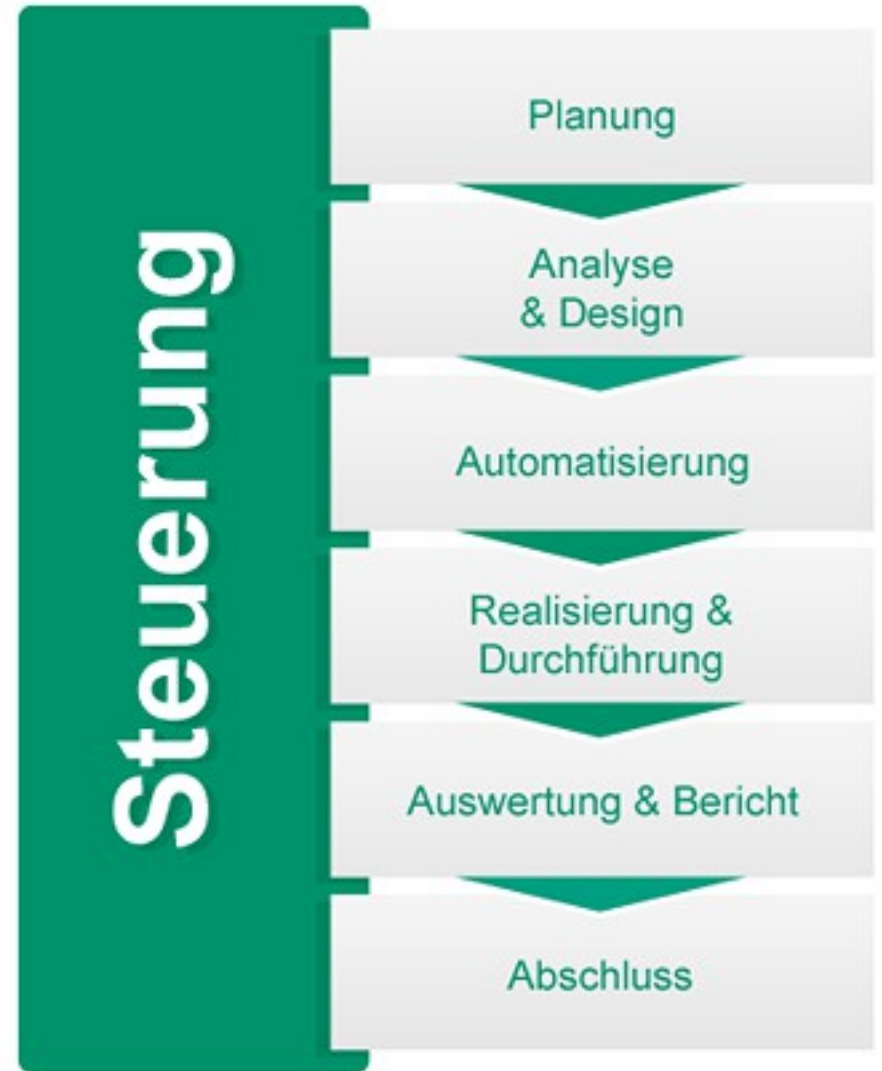 Steuerung
Planung
Analyse
& Design
Automatisierung
Realisierung &
Durchführung
Auswertung & Bericht
Abschluss